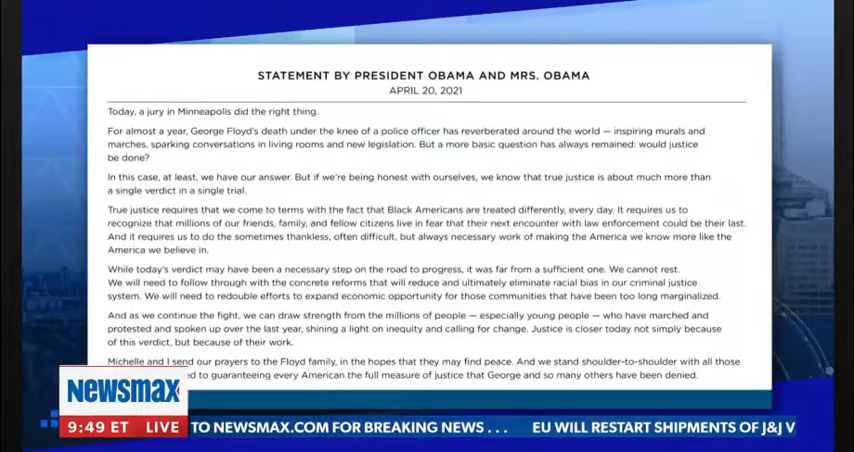 STATEMENT BY PRESIDENT OBAMA AND MRS. OBAMA
APRIL 20, 2021
Today, a jury in Minneapolis did the right thing.
For almost a year, George Floyd's death under the knee of a police officer has reverberated around the world — inspiring murals and
marches, sparking conversations in living rooms and new legislation. But a more basic question has always remained: would justice
be done?
In this case, at least, we have our answer. But if we're being honest with ourselves, we know that true justice is about much more than
a single verdict in a single trial.
True justice requires that we come to terms with the fact that Black Americans are treated differently, every day. It requires us to
recognize that millions of our friends, family, and fellow citizens live in fear that their next encounter with law enforcement could be their last.
And it requires us to do the sometimes thankless, often difficult, but always necessary work of making the America we know more like the
America we believe in.
While today's verdict may have been a necessary step on the road to progress, it was far from a sufficient one. We cannot rest.
We will need to follow through with the concrete reforms that will reduce and ultimately eliminate racial bias in our criminal justice
system. We will need to redouble efforts to expand economic opportunity for those communities that have been too long marginalized.
And as we continue the fight, we can draw strength from the millions of people — especially young people — who have marched and
protested and spoken up over the last year, shining a light on inequity and calling for change. Justice is closer today not simply because
of this verdict, but because of their work.
Michelle and I send our prayers to the Floyd family, in the hopes that they may find peace. And we stand shoulder-to-shoulder with all those
ed to guaranteeing every American the full measure of justice that George and so many others have been denied.
NEWSMAX
9:49 ET LIVE TO NEWSMAX.COM FOR BREAKING NEWS . . . EU WILL RESTART SHIPMENTS OF J&J V